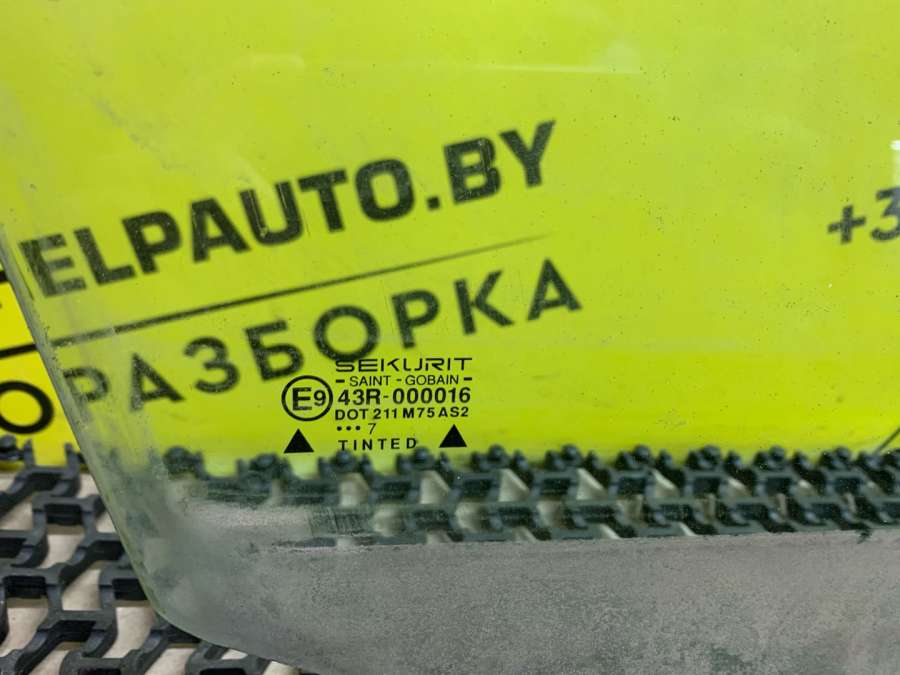 ELPAUTO.BY
+3
РАЗБОРКА
SEKURIT
- SAINT - GOBAIN -
E9 43R-000016
DOT 211 M75 AS2
••• 7
TINTED